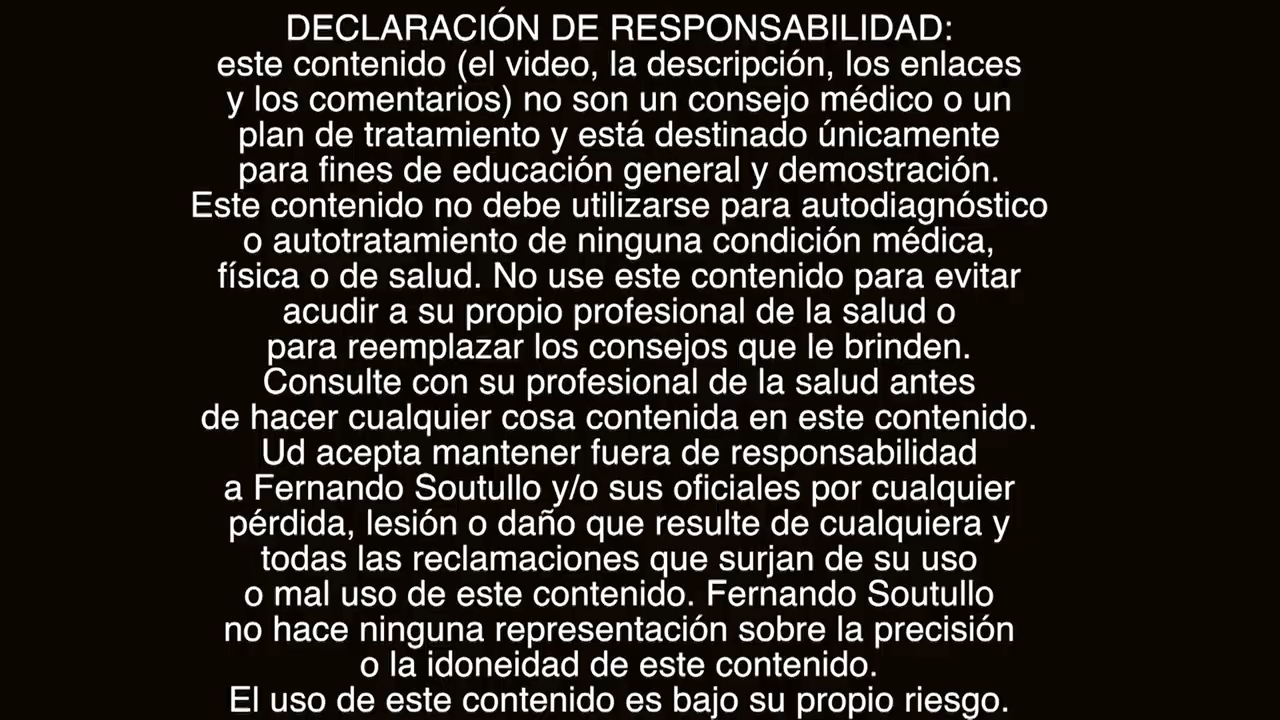 DECLARACIÓN DE RESPONSABILIDAD:
este contenido (el video, la descripción, los enlaces
y los comentarios) no son un consejo médico o un
plan de tratamiento y está destinado únicamente
para fines de educación general y demostración.
Este contenido no debe utilizarse para autodiagnóstico
o autotratamiento de ninguna condición médica,
física o de salud. No use este contenido para evitar
acudir a su propio profesional de la salud o
para reemplazar los consejos que le brinden.
Consulte con su profesional de la salud antes
de hacer cualquier cosa contenida en este contenido.
Ud acepta mantener fuera de responsabilidad
a Fernando Soutullo y/o sus oficiales por cualquier
pérdida, lesión o daño que resulte de cualquiera y
todas las reclamaciones que surjan de su uso
o mal uso de este contenido. Fernando Soutullo
no hace ninguna representación sobre la precisión
o la idoneidad de este contenido.
El uso de este contenido es bajo su propio riesgo.